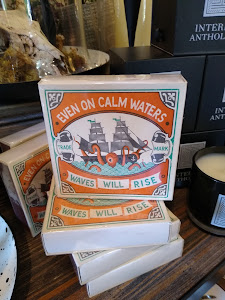 EVEN ON CALM WATERS
TRADE MARK
WAVES WILL RISE
WAVES WILL RISE
INTER
ANTHOL